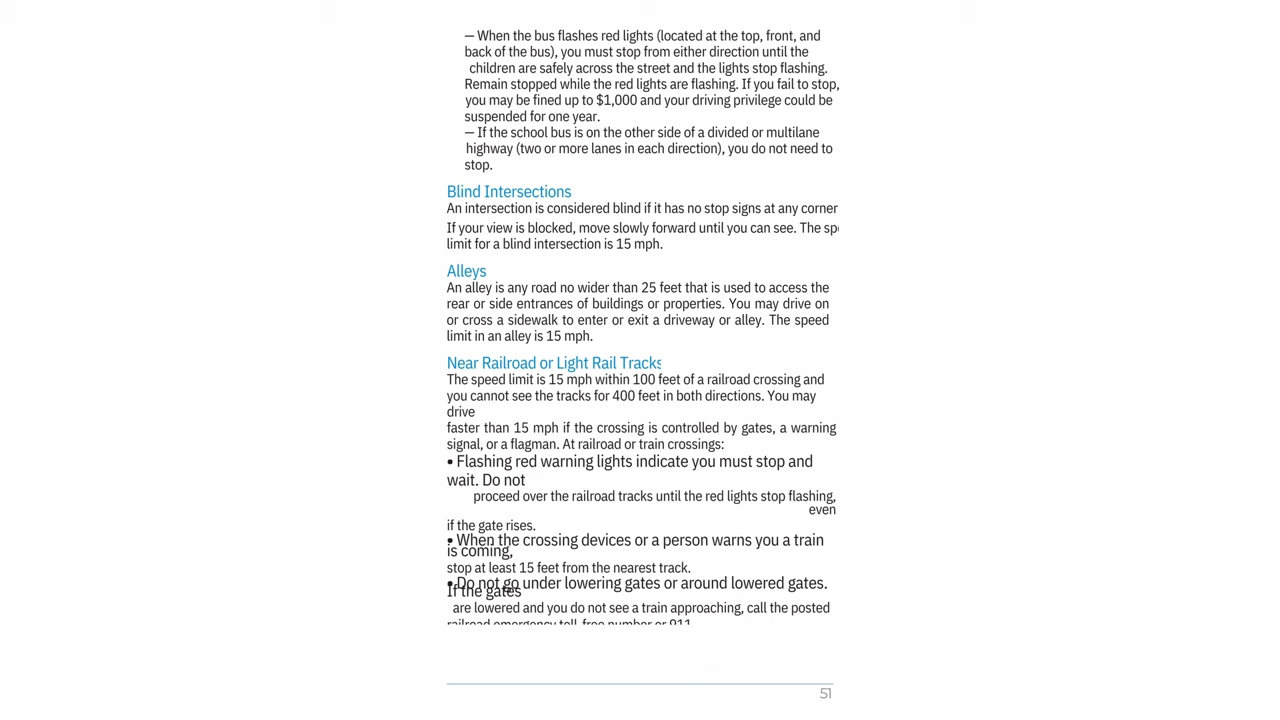 — When the bus flashes red lights (located at the top, front, and
back of the bus), you must stop from either direction until the
children are safely across the street and the lights stop flashing.
Remain stopped while the red lights are flashing. If you fail to stop,
you may be fined up to $1,000 and your driving privilege could be
suspended for one year.
— If the school bus is on the other side of a divided or multilane
highway (two or more lanes in each direction), you do not need to
stop.
Blind Intersections
An intersection is considered blind if it has no stop signs at any corner
If your view is blocked, move slowly forward until you can see. The
limit for a blind intersection is 15 mph.
Alleys
An alley is any road no wider than 25 feet that is used to access the
rear or side entrances of buildings or properties. You may drive on
or cross a sidewalk to enter or exit a driveway or alley. The speed
limit in an alley is 15 mph.
Near Railroad or Light Rail Tracks
The speed limit is 15 mph within 100 feet of a railroad crossing and
you cannot see the tracks for 400 feet in both directions. You may
drive
faster than 15 mph if the crossing is controlled by gates, a warning
signal, or a flagman. At railroad or train crossings:
• Flashing red warning lights indicate you must stop and
wait. Do not
proceed over the railroad tracks until the red lights stop flashing,
even
if the gate rises.
• When the crossing devices or a person warns you a train
is coming,
stop at least 15 feet from the nearest track.
• Do not go under lowering gates or around lowered gates.
If the gates
are lowered and you do not see a train approaching, call the posted
railroad emergency toll-free number or 911
51